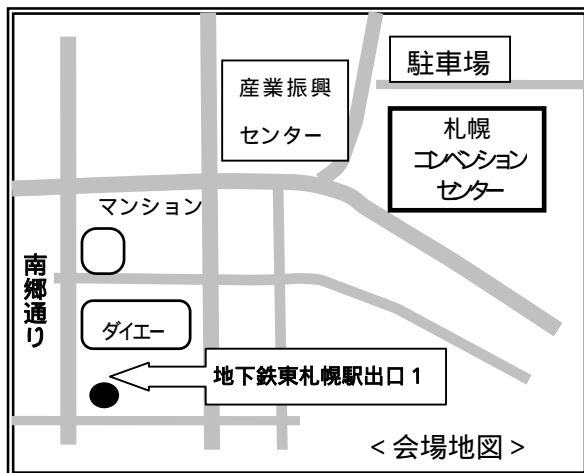 駐車場
産業振興
センター
札幌
コンベンション
センター
マンション
南郷通り
ダイエー
地下鉄東札幌駅出口１
＜会場地図＞